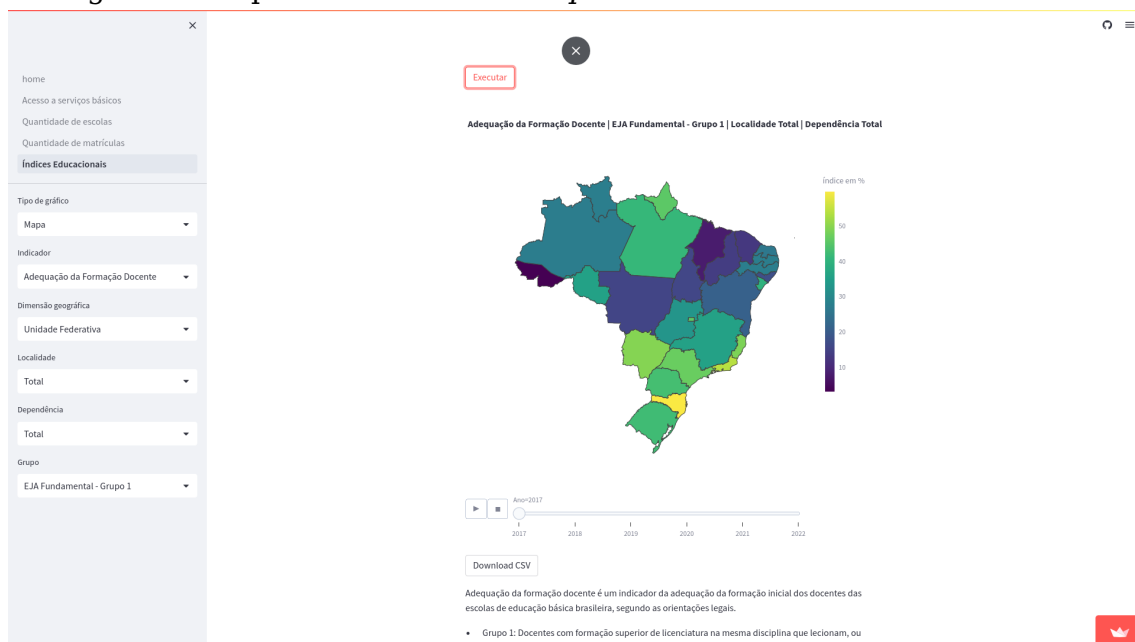 home
Acesso a serviços básicos
Quantidade de escolas
Quantidade de matrículas
Índices Educacionais
Tipo de gráfico
Mapa
Indicador
Adequação da Formação Docente
Dimensão geográfica
Unidade Federativa
Localidade
Total
Dependência
Total
Grupo
EJA Fundamental - Grupo 1
Executar
Adequação da Formação Docente | EJA Fundamental - Grupo 1 | Localidade Total | Dependência Total
índice em %
50
40
30
20
10
Ano=2017
2017 2018 2019 2020 2021 2022
Download CSV
Adequação da formação docente é um indicador da adequação da formação inicial dos docentes das
escolas de educação básica brasileira, segundo as orientações legais.
• Grupo 1: Docentes com formação superior de licenciatura na mesma disciplina que lecionam, ou